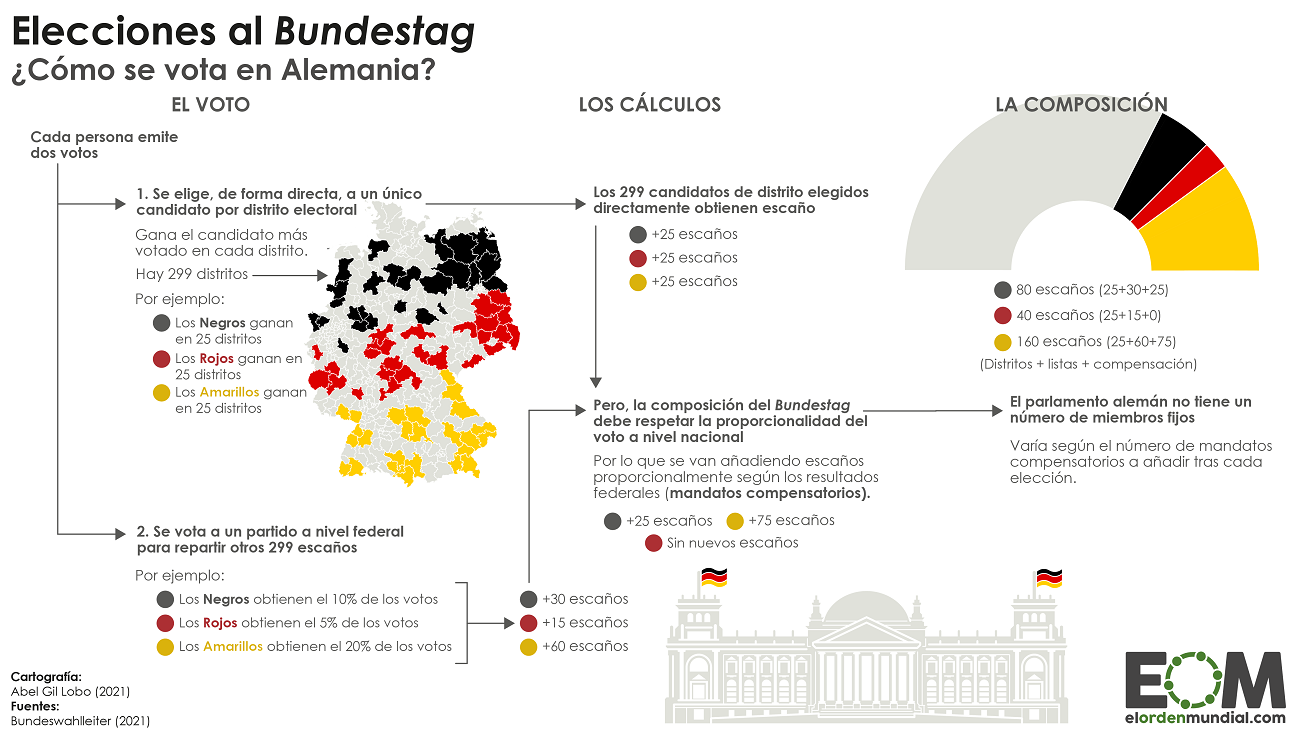 Elecciones al Bundestag
¿Cómo se vota en Alemania?
EL VOTO
Cada persona emite
dos votos
1. Se elige, de forma directa, a un único
candidato por distrito electoral
Gana el candidato más
votado en cada distrito.
Hay 299 distritos
Por ejemplo:
Los Negros ganan
en 25 distritos
Los Rojos ganan en
25 distritos
Los Amarillos ganan
en 25 distritos
2. Se vota a un partido a nivel federal
para repartir otros 299 escaños
Por ejemplo:
Los Negros obtienen el 10% de los votos
Los Rojos obtienen el 5% de los votos
Los Amarillos obtienen el 20% de los votos
+30 escaños
+15 escaños
+60 escaños
LOS CÁLCULOS
Los 299 candidatos de distrito elegidos
directamente obtienen escaño
+25 escaños
+25 escaños
+25 escaños
Pero, la composición del Bundestag
debe respetar la proporcionalidad del
voto a nivel nacional
Por lo que se van añadiendo escaños
proporcionalmente según los resultados
federales (mandatos compensatorios).
+25 escaños
+75 escaños
Sin nuevos escaños
LA COMPOSICIÓN
80 escaños (25+30+25)
40 escaños (25+15+0)
160 escaños (25+60+75)
(Distritos + listas + compensación)
El parlamento alemán no tiene un
número de miembros fijos
Varía según el número de mandatos
compensatorios a añadir tras cada
elección.
Cartografía:
Abel Gil Lobo (2021)
Fuentes:
Bundeswahlleiter (2021)
EOM
elordenmundial.com